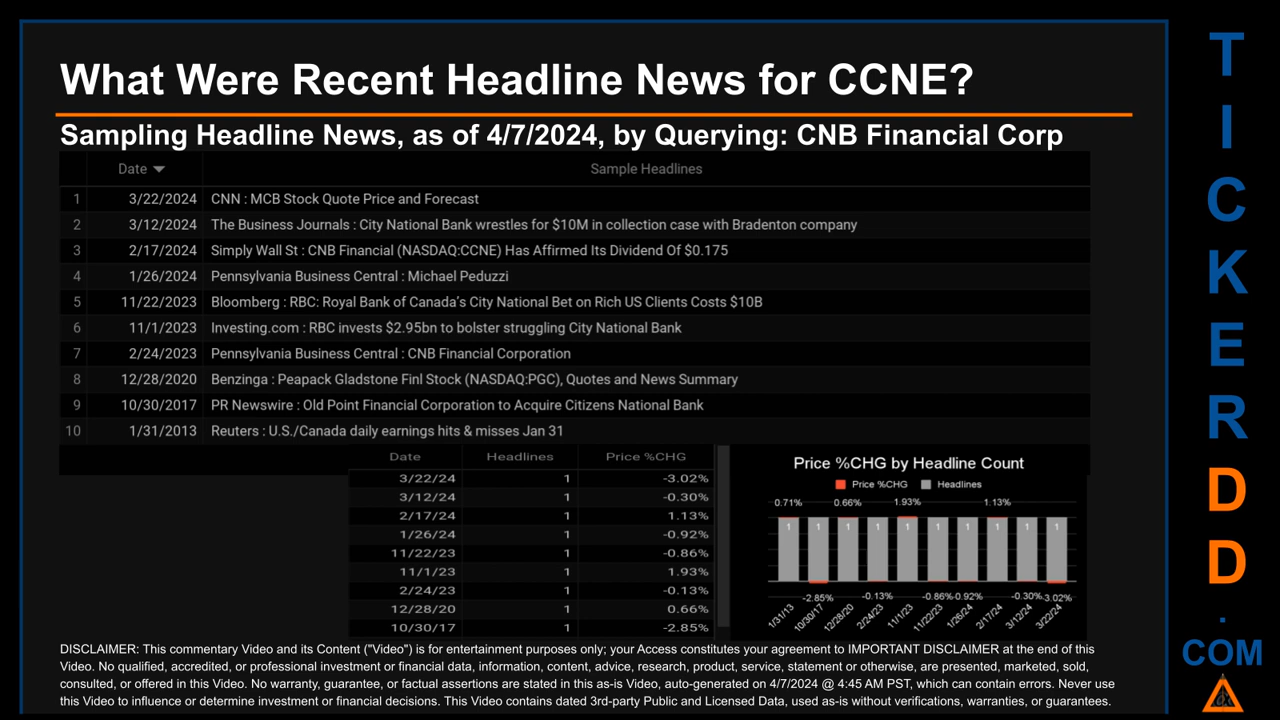 What Were Recent Headline News for CCNE?
Sampling Headline News, as of 4/7/2024, by Querying: CNB Financial Corp
Date Sample Headlines
1 3/22/2024 CNN : MCB Stock Quote Price and Forecast
2 3/12/2024 The Business Journals : City National Bank wrestles for $10M in collection case with Bradenton company
3 2/17/2024 Simply Wall St : CNB Financial (NASDAQ:CCNE) Has Affirmed Its Dividend Of $0.175
4 1/26/2024 Pennsylvania Business Central : Michael Peduzzi
5 11/22/2023 Bloomberg : RBC: Royal Bank of Canada's City National Bet on Rich US Clients Costs $10B
6 11/1/2023 Investing.com : RBC invests $2.95bn to bolster struggling City National Bank
7 2/24/2023 Pennsylvania Business Central : CNB Financial Corporation
8 12/28/2020 Benzinga : Peapack Gladstone Finl Stock (NASDAQ:PGC), Quotes and News Summary
9 10/30/2017 PR Newswire : Old Point Financial Corporation to Acquire Citizens National Bank
10 1/31/2013 Reuters : U.S./Canada daily earnings hits & misses Jan 31
Date Headlines Price %CHG
3/22/24 1 -3.02%
3/12/24 1 -0.30%
2/17/24 1 1.13%
1/26/24 1 -0.92%
11/22/23 1 -0.86%
11/1/23 1 1.93%
2/24/23 1 -0.13%
12/28/20 1 0.66%
10/30/17 1 -2.85%
Price %CHG by Headline Count
Price %CHG Headlines
0.71% 0.66% 1.93% 1.13%
1 1 1 1 1 1 1 1 1 1
-2.85% -0.13% -0.86% -0.92% -0.30% -3.02%
1/31/13 10/30/17 12/28/20 2/24/23 11/1/23 11/22/23 1/26/24 2/17/24 3/12/24 3/22/24
DISCLAIMER: This commentary Video and its Content ("Video") is for entertainment purposes only; your Access constitutes your agreement to IMPORTANT DISCLAIMER at the end of this
Video. No qualified, accredited, or professional investment or financial data, information, content, advice, research, product, service, statement or otherwise, are presented, marketed, sold,
consulted, or offered in this Video. No warranty, guarantee, or factual assertions are stated in this as-is Video, auto-generated on 4/7/2024 @ 4:45 AM PST, which can contain errors. Never use
this Video to influence or determine investment or financial decisions. This Video contains dated 3rd-party Public and Licensed Data, used as-is without verifications, warranties, or guarantees.
T
I
C
K
E
R
D
D
.
COM